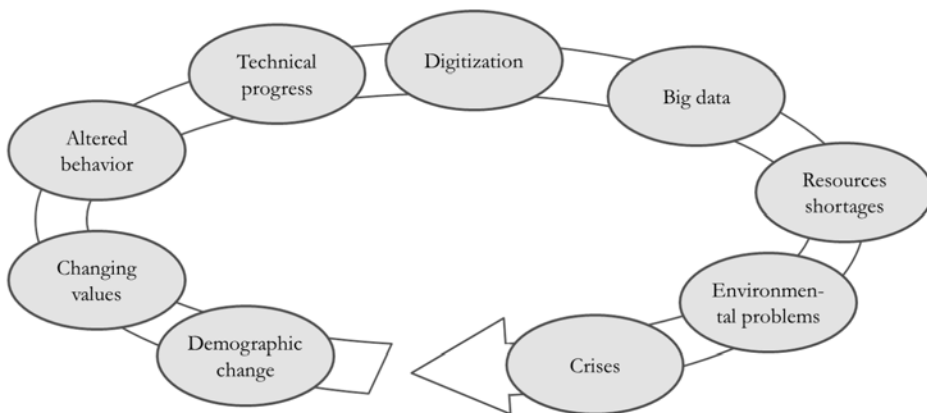 Technical
progress
Digitization
Big data
Altered
behavior
Resources
shortages
Changing
values
Environmen-
tal problems
Demographic
change
Crises